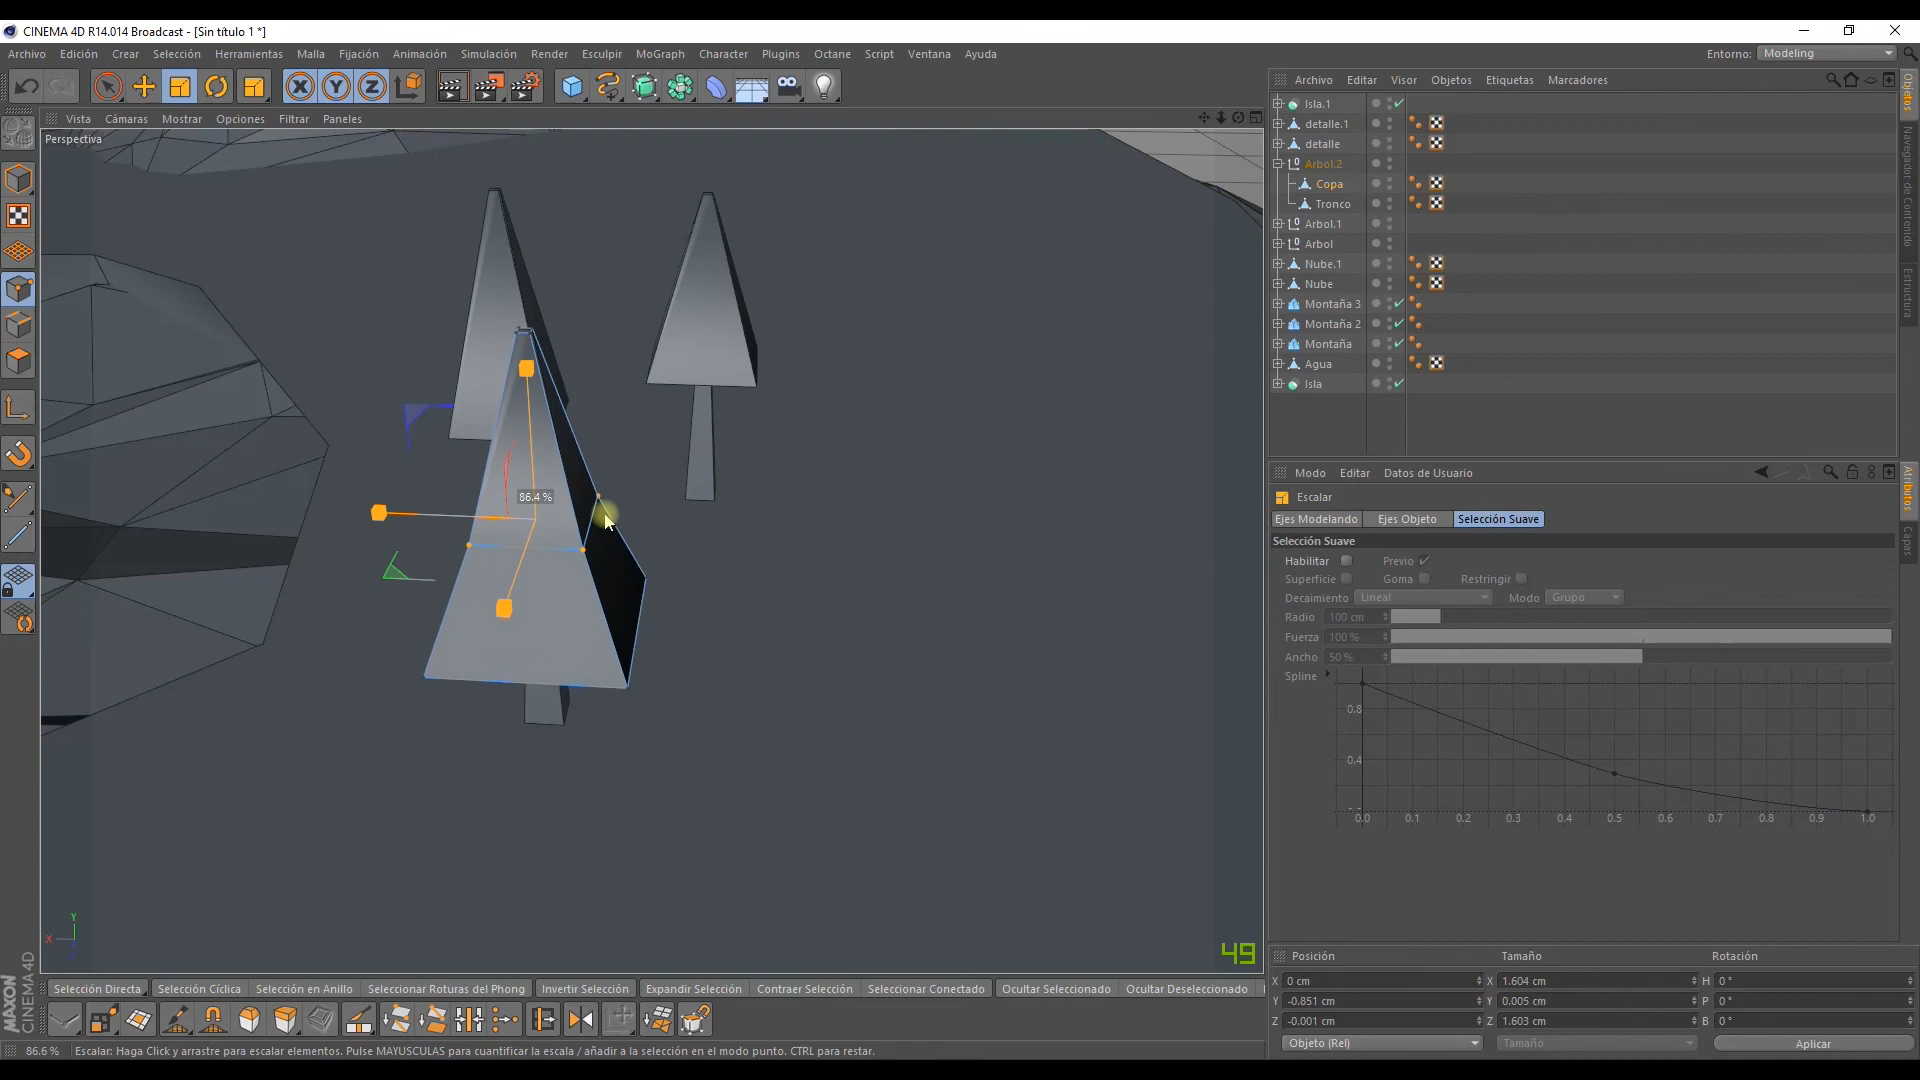 CINEMA 4D R14.014 Broadcast - [Sin título 1 *]
Archivo Edición Crear Selección Herramientas Malla Fijación Animación Simulación Render Esculpir MoGraph Character Plugins Octane Script Ventana Ayuda
Entorno: Modeling
Archivo Editar Visor Objetos Etiquetas Marcadores
Vista Cámaras Mostrar Opciones Filtrar Paneles
Perspectiva
Isla.1
detalle.1
detalle
Arbol.2
Copa
Tronco
Arbol.1
Arbol
Nube.1
Nube
Montaña 3
Montaña 2
Montaña
Agua
Isla
Objetos
Navegador de Contenido
Estructura
86.4 %
49
Y
X
Modo Editar Datos de Usuario
Escalar
Ejes Modelando Ejes Objeto Selección Suave
Selección Suave
Habilitar Previo
Superficie Goma Restringir
Decaimiento Lineal Modo Grupo
Radio 100 cm
Fuerza 100 %
Ancho 50 %
Spline
0.8
0.4
0.0 0.1 0.2 0.3 0.4 0.5 0.6 0.7 0.8 0.9 1.0
Atributos
Capas
Posición Tamaño Rotación
X 0 cm X 1.604 cm H 0 °
Y -0.851 cm Y 0.005 cm P 0 °
Z -0.001 cm Z 1.603 cm B 0 °
Objeto (Rel) Tamaño Aplicar
Selección Directa Selección Cíclica Selección en Anillo Seleccionar Roturas del Phong Invertir Selección Expandir Selección Contraer Selección Seleccionar Conectado Ocultar Seleccionado Ocultar Deseleccionado
MAXON
CINEMA 4D
86.6 % Escalar: Haga Click y arrastre para escalar elementos. Pulse MAYUSCULAS para cuantificar la escala / añadir a la selección en el modo punto. CTRL para restar.